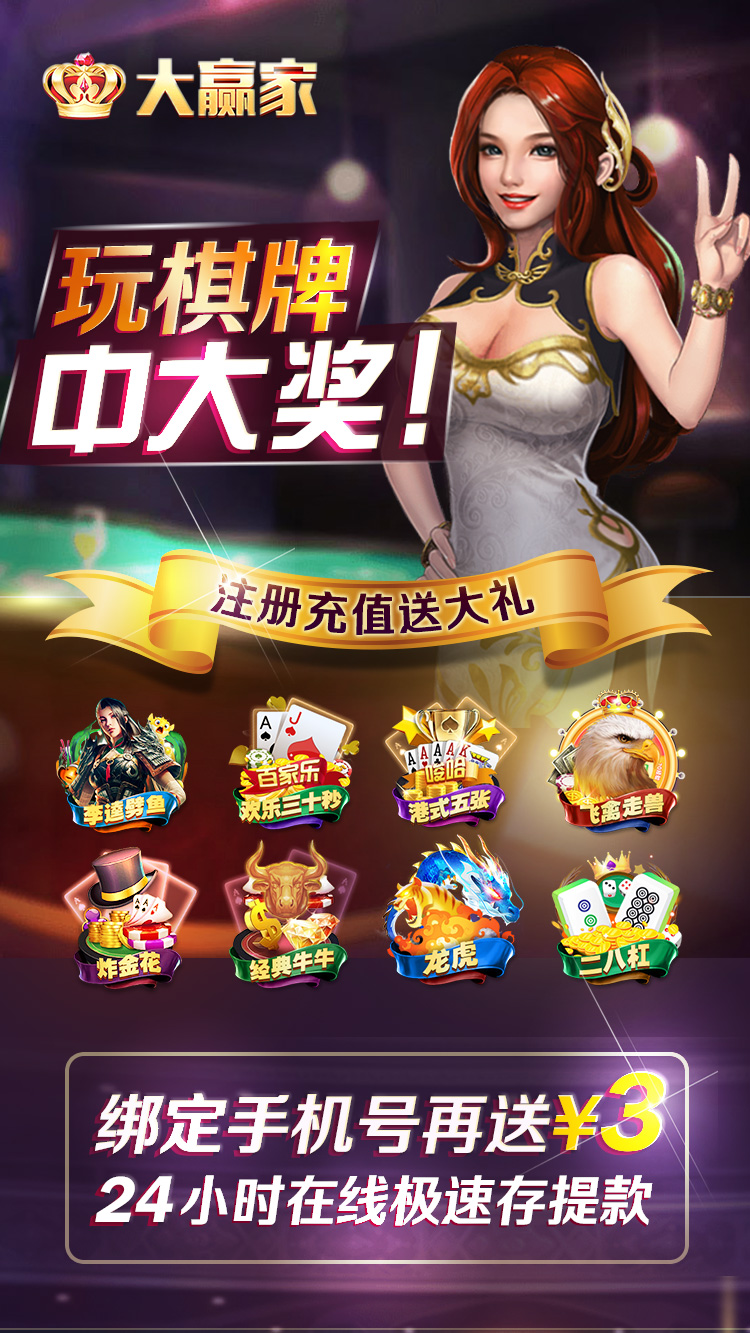 大赢家
玩棋牌
中大奖!
注册充值送大礼
李逵劈鱼
百家乐
欢乐三十秒
梭哈
港式五张
飞禽走兽
炸金花
经典牛牛
龙虎
二八杠
绑定手机号再送¥3
24小时在线极速存提款